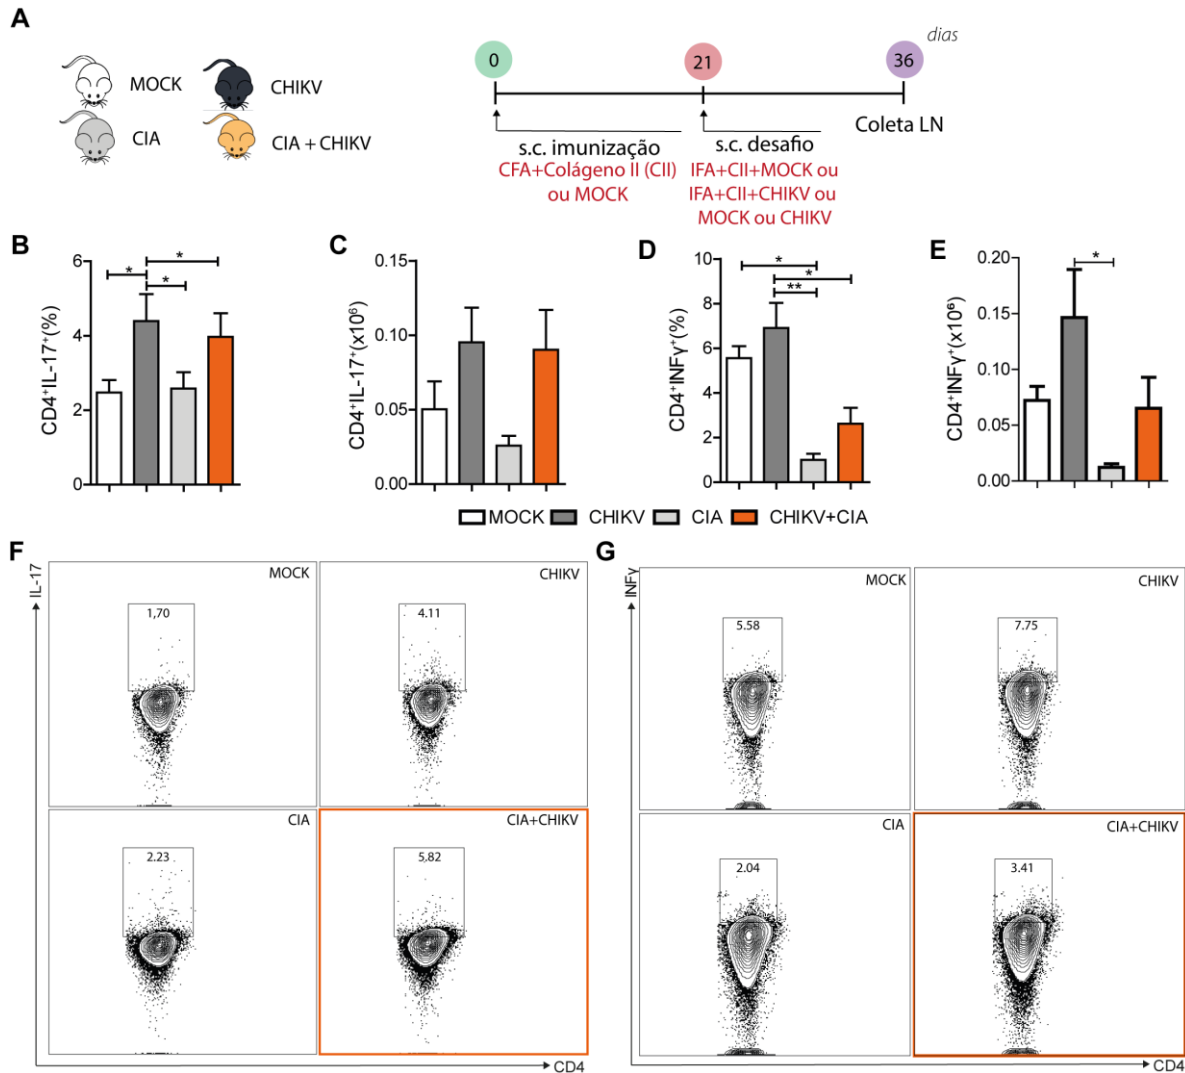 A
MOCK
CHIKV
CIA
CIA + CHIKV
dias
0
21
36
s.c. imunização
CFA+Colágeno II (CII)
ou MOCK
s.c. desafio
IFA+CII+MOCK ou
IFA+CII+CHIKV ou
MOCK ou CHIKV
Coleta LN
B
CD4⁺IL-17⁺(%)
6
4
2
0
*
*
*
C
CD4⁺IL-17⁺(x10⁶)
0.15
0.10
0.05
0.00
D
CD4⁺INFγ⁺(%)
10
8
6
4
2
0
*
*
**
E
CD4⁺INFγ⁺(x10⁶)
0.20
0.15
0.10
0.05
0.00
*
MOCK CHIKV CIA CHIKV+CIA
F
IL-17
MOCK
1,70
CHIKV
4.11
CIA
2.23
CIA+CHIKV
5,82
CD4
G
INFγ
MOCK
5.58
CHIKV
7.75
CIA
2.04
CIA+CHIKV
3.41
CD4